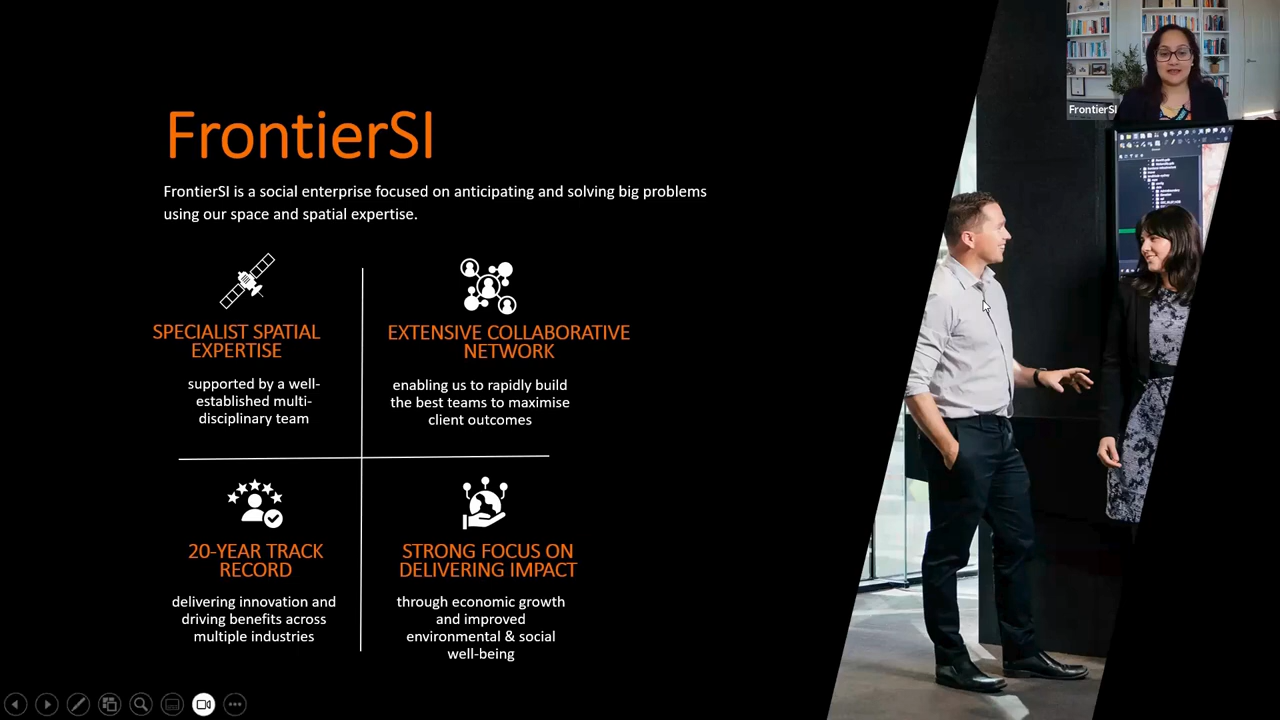 FrontierSI
FrontierSI
FrontierSI is a social enterprise focused on anticipating and solving big problems
using our space and spatial expertise.
SPECIALIST SPATIAL
EXPERTISE
supported by a well-
established multi-
disciplinary team
EXTENSIVE COLLABORATIVE
NETWORK
enabling us to rapidly build
the best teams to maximise
client outcomes
20-YEAR TRACK
RECORD
delivering innovation and
driving benefits across
multiple industries
STRONG FOCUS ON
DELIVERING IMPACT
through economic growth
and improved
environmental & social
well-being